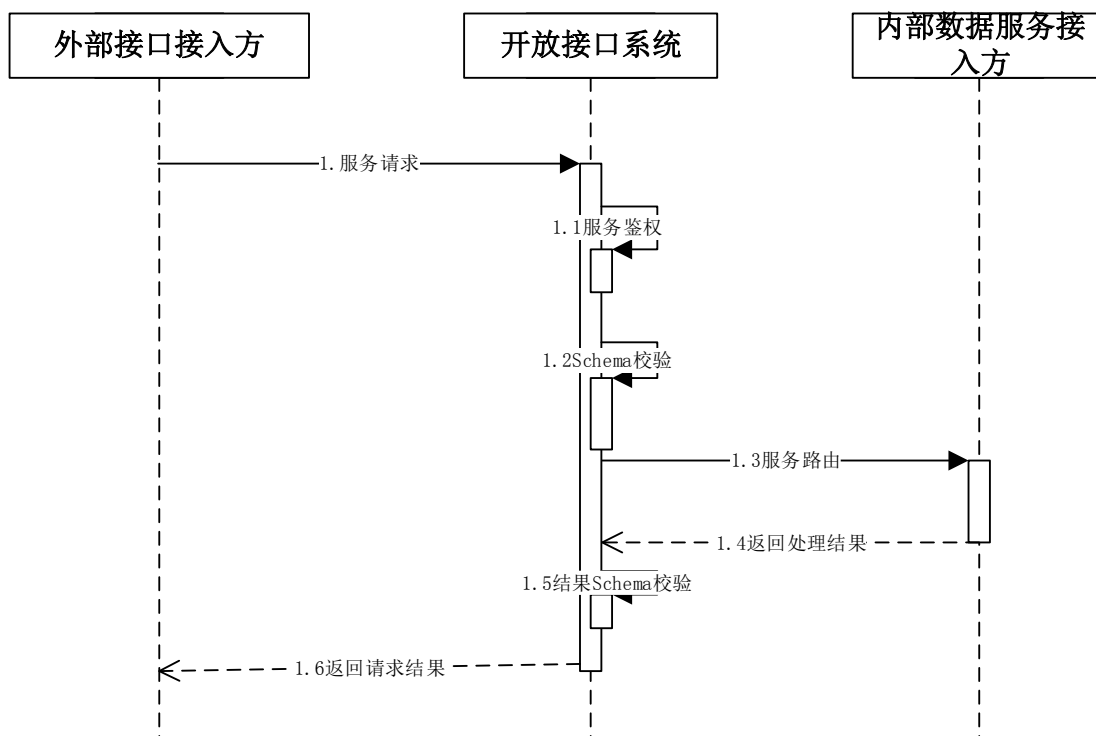 外部接口接入方
开放接口系统
内部数据服务接
入方
1.服务请求
1.1服务鉴权
1.2Schema校验
1.3服务路由
1.4返回处理结果
1.5结果Schema校验
1.6返回请求结果